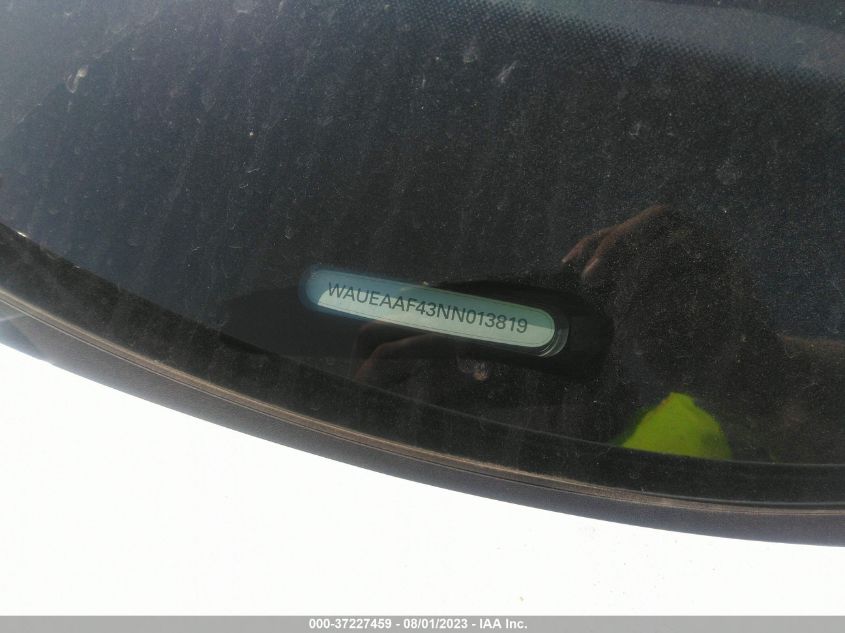 WAUEAAF43NN013819
000-37227459 - 08/01/2023 - IAA Inc.